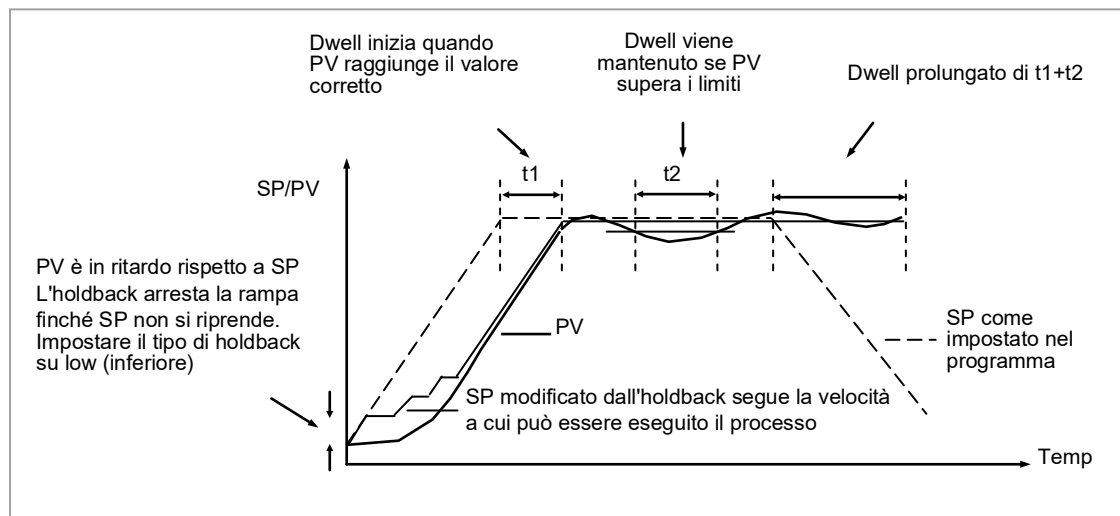 Dwell inizia quando
PV raggiunge il valore
corretto
Dwell viene
mantenuto se PV
supera i limiti
Dwell prolungato di t1+t2
t1
t2
SP/PV
PV è in ritardo rispetto a SP
L'holdback arresta la rampa
finché SP non si riprende.
Impostare il tipo di holdback
su low (inferiore)
PV
SP come
impostato nel
programma
SP modificato dall'holdback segue la velocità
a cui può essere eseguito il processo
Temp